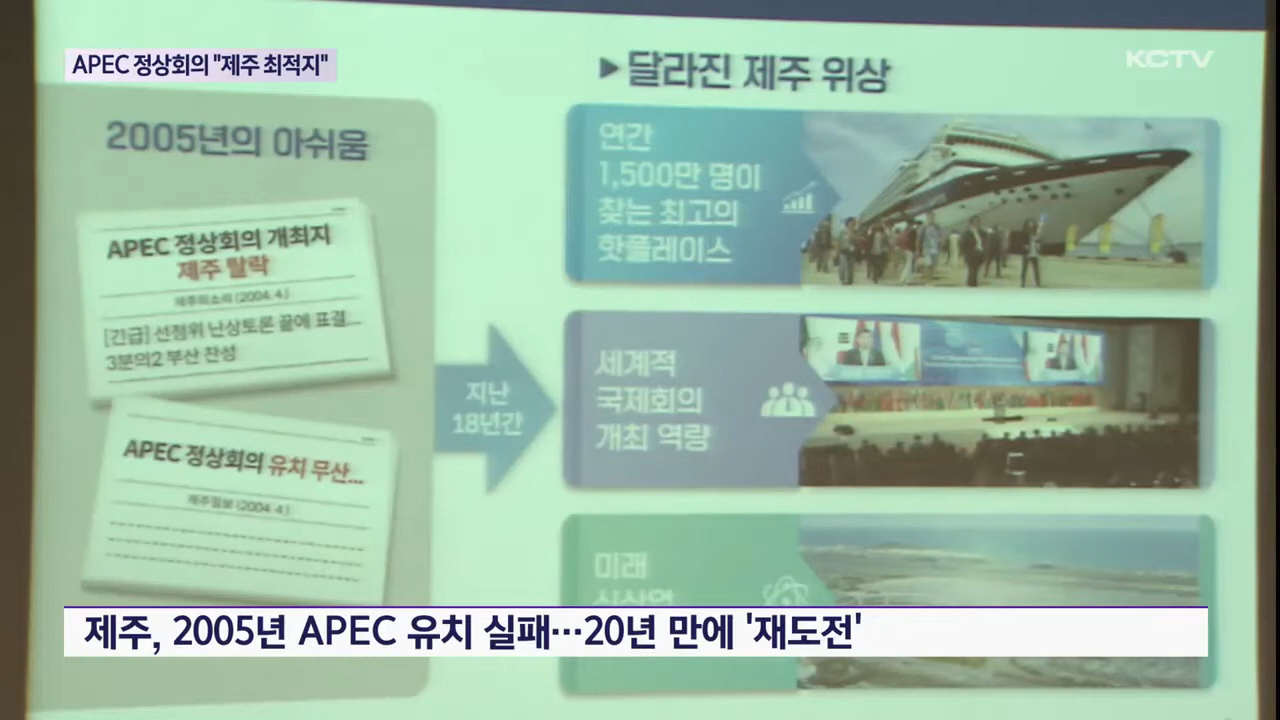 APEC 정상회의 "제주 최적지"
KCTV
▶달라진 제주 위상
2005년의 아쉬움
APEC 정상회의 개최지
제주 탈락
제주의소리 (2004. 4.)
[긴급] 선정위 난상토론 끝에 표결...
3분의2 부산 찬성
APEC 정상회의 유치 무산...
제주일보 (2004. 4.)
지난
18년간
연간
1,500만 명이
찾는 최고의
핫플레이스
세계적
국제회의
개최 역량
미래
신산업
제주, 2005년 APEC 유치 실패…20년 만에 '재도전'